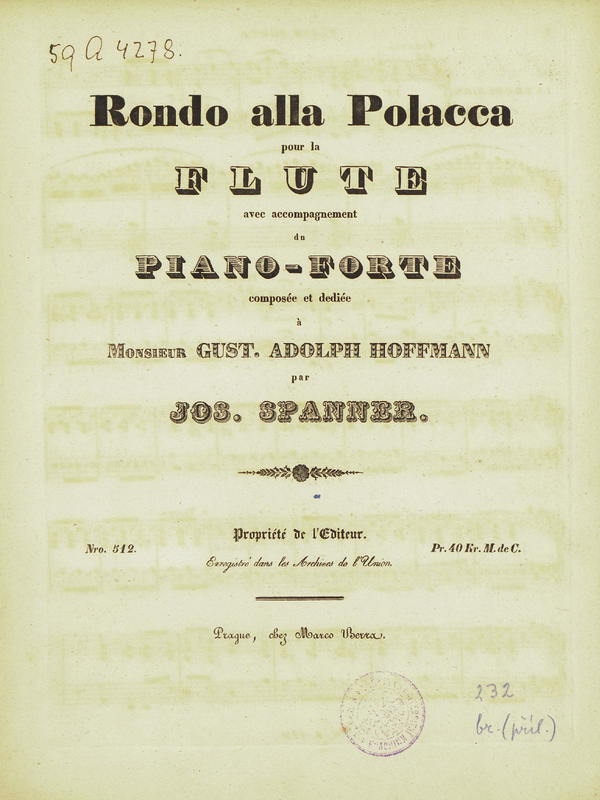 59 A 4278.
Rondo alla Polacca
pour la
FLUTE
avec accompagnement
du
PIANO-FORTE
composée et dediée
à
Monsieur GUST. ADOLPH HOFFMANN
par
JOS. SPANNER.
Propriété de l'Editeur.
Nro. 512.
Pr. 40 Kr. M. de C.
Enregistré dans les Archives de l'Union.
Prague, chez Marco Berra.
232
br. (příl.)